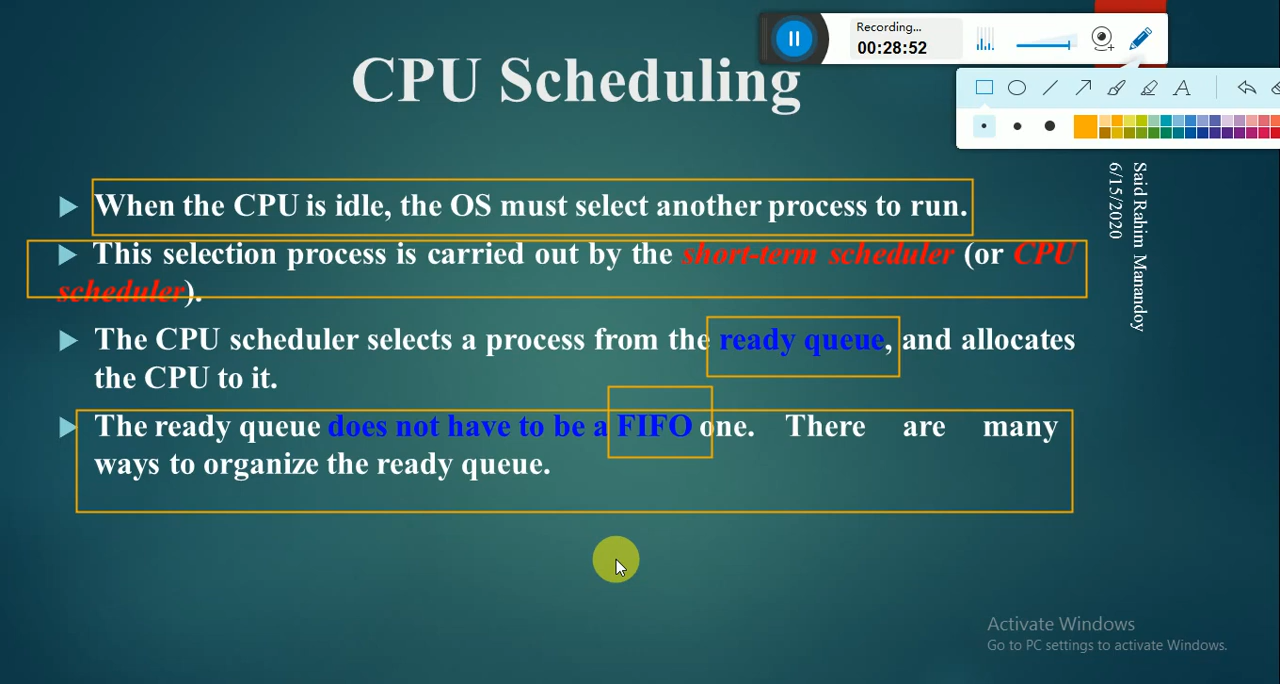 Recording...
00:28:52
CPU Scheduling
A
When the CPU is idle, the OS must select another process to run.
This selection process is carried out by the short-term scheduler (or CPU
scheduler).
The CPU scheduler selects a process from the ready queue, and allocates
the CPU to it.
The ready queue does not have to be a FIFO one. There are many
ways to organize the ready queue.
Said Rahim Manandoy
6/15/2020
Activate Windows
Go to PC settings to activate Windows.